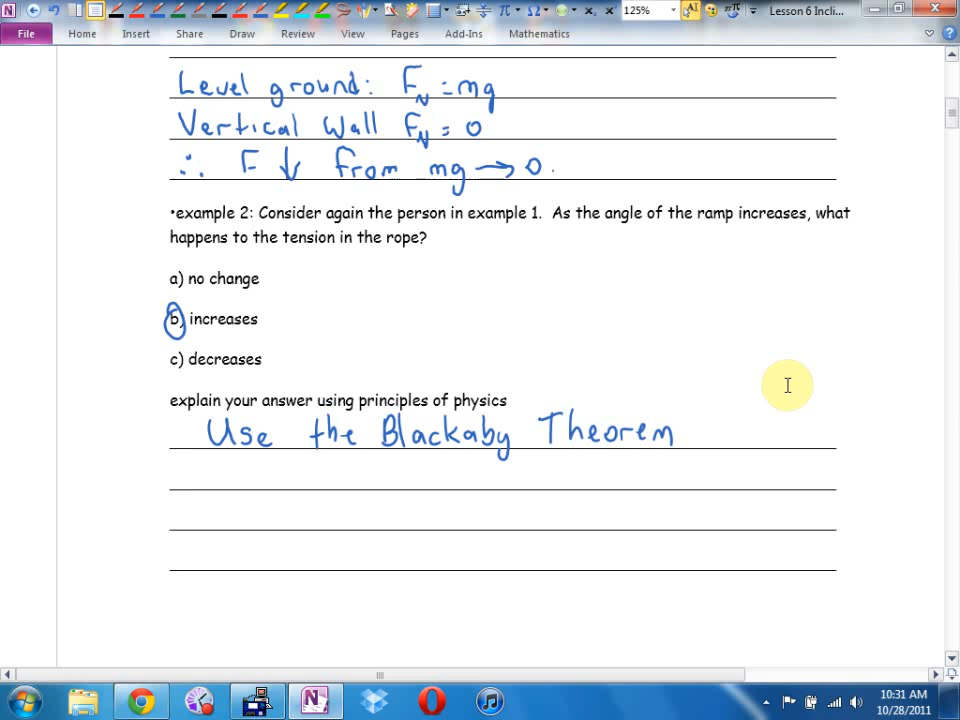 125%
Lesson 6 Incli...
File Home Insert Share Draw Review View Pages Add-Ins Mathematics
Level ground: FN = mg
Vertical Wall FN = 0
∴ F ↓ from mg → 0.
•example 2: Consider again the person in example 1. As the angle of the ramp increases, what
happens to the tension in the rope?
a) no change
b) increases
c) decreases
explain your answer using principles of physics
Use the Blackaby Theorem
10:31 AM
10/28/2011